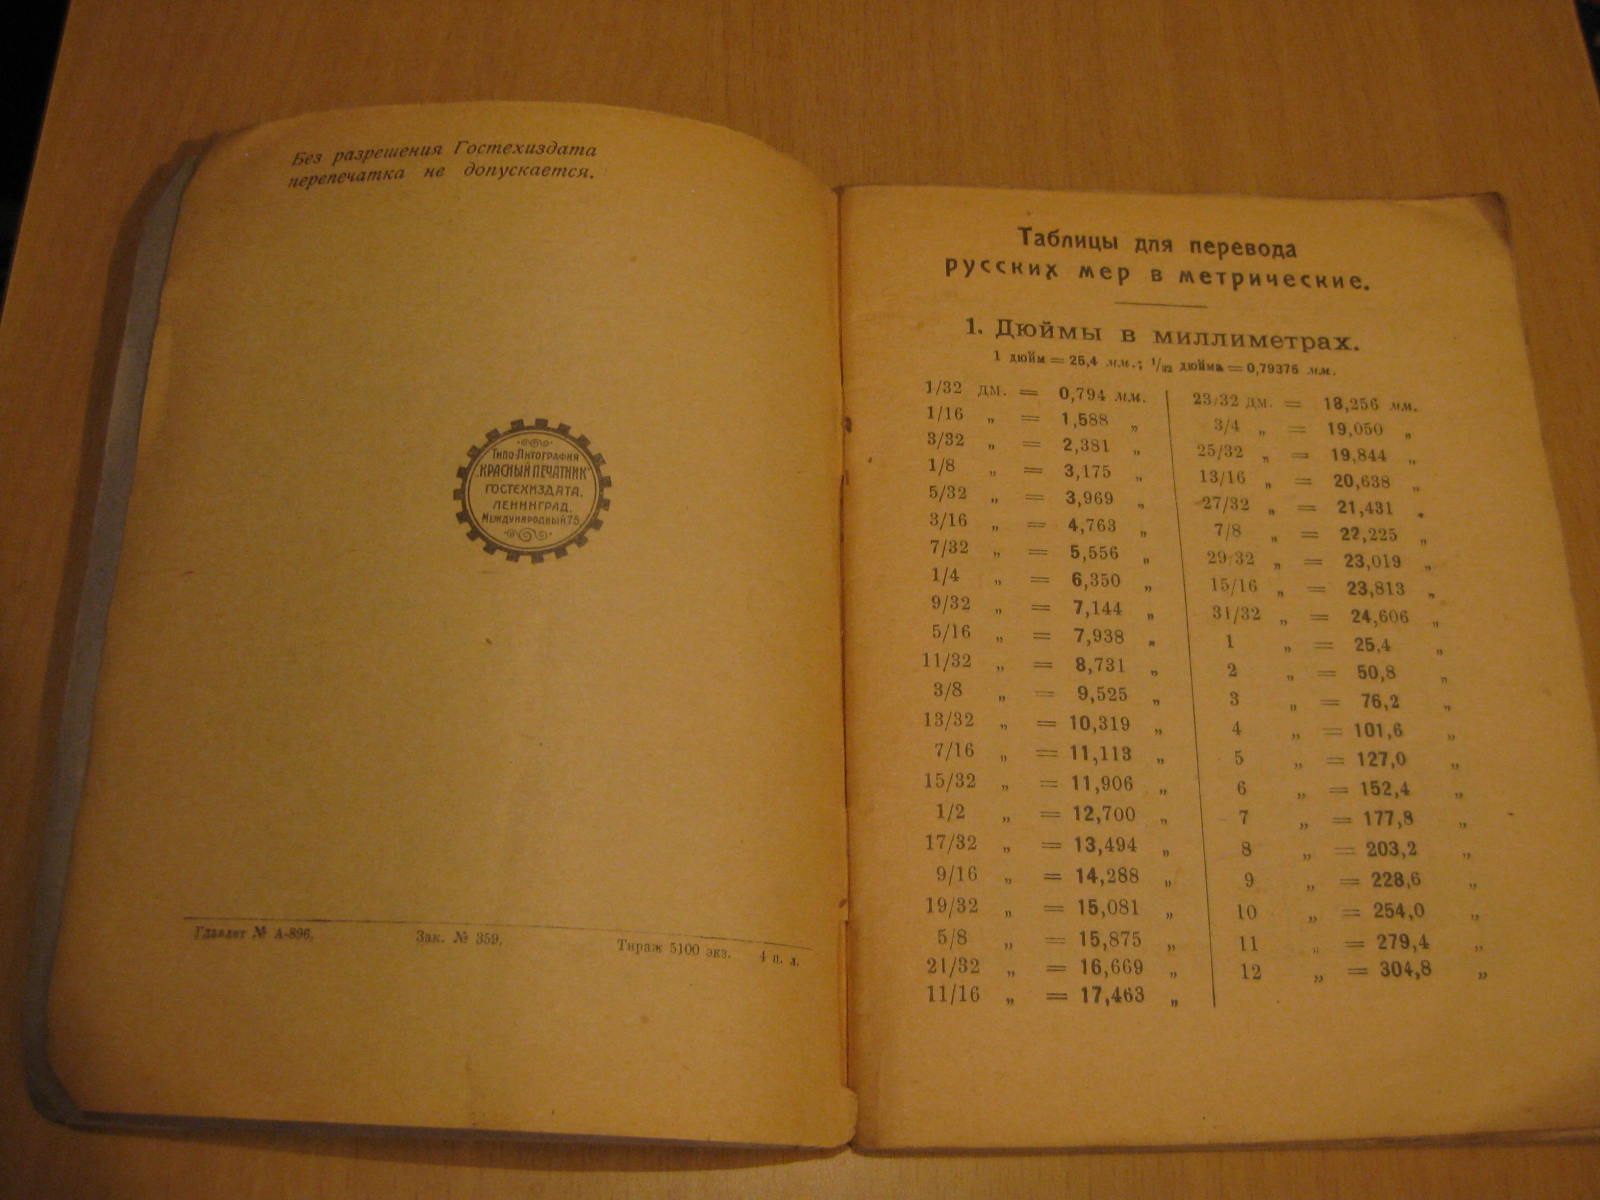 Без разрешения Гостехиздата
перепечатка не допускается.
Типо-Литография
"КРАСНЫЙ ПЕЧАТНИК"
ГОСТЕХИЗДАТА.
ЛЕНИНГРАД.
Международный 75
Главлит № А-896. Зак. № 359. Тираж 5100 экз. 4 п. л.
Таблицы для перевода
русских мер в метрические.
1. Дюймы в миллиметрах.
1 дюйм = 25,4 м.м.; 1/32 дюйма = 0,79375 м.м.
1/32 дм. = 0,794 м.м.
1/16 „ = 1,588 „
3/32 „ = 2,381 „
1/8 „ = 3,175 „
5/32 „ = 3,969 „
3/16 „ = 4,763 „
7/32 „ = 5,556 „
1/4 „ = 6,350 „
9/32 „ = 7,144 „
5/16 „ = 7,938 „
11/32 „ = 8,731 „
3/8 „ = 9,525 „
13/32 „ = 10,319 „
7/16 „ = 11,113 „
15/32 „ = 11,906 „
1/2 „ = 12,700 „
17/32 „ = 13,494 „
9/16 „ = 14,288 „
19/32 „ = 15,081 „
5/8 „ = 15,875 „
21/32 „ = 16,669 „
11/16 „ = 17,463 „
23/32 дм. = 18,256 м.м.
3/4 „ = 19,050 „
25/32 „ = 19,844 „
13/16 „ = 20,638 „
27/32 „ = 21,431 „
7/8 „ = 22,225 „
29/32 „ = 23,019 „
15/16 „ = 23,813 „
31/32 „ = 24,606 „
1 „ = 25,4 „
2 „ = 50,8 „
3 „ = 76,2 „
4 „ = 101,6 „
5 „ = 127,0 „
6 „ = 152,4 „
7 „ = 177,8 „
8 „ = 203,2 „
9 „ = 228,6 „
10 „ = 254,0 „
11 „ = 279,4 „
12 „ = 304,8 „